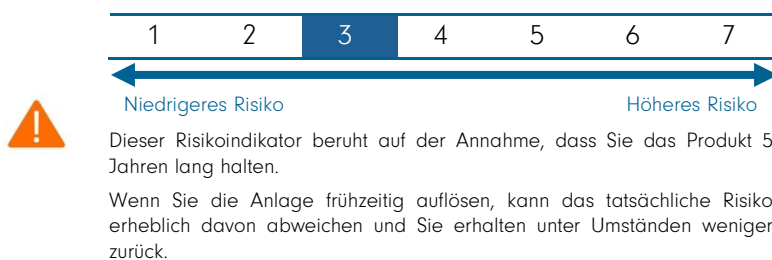 1 2 3 4 5 6 7
Niedrigeres Risiko Höheres Risiko
Dieser Risikoindikator beruht auf der Annahme, dass Sie das Produkt 5
Jahren lang halten.
Wenn Sie die Anlage frühzeitig auflösen, kann das tatsächliche Risiko
erheblich davon abweichen und Sie erhalten unter Umständen weniger
zurück.